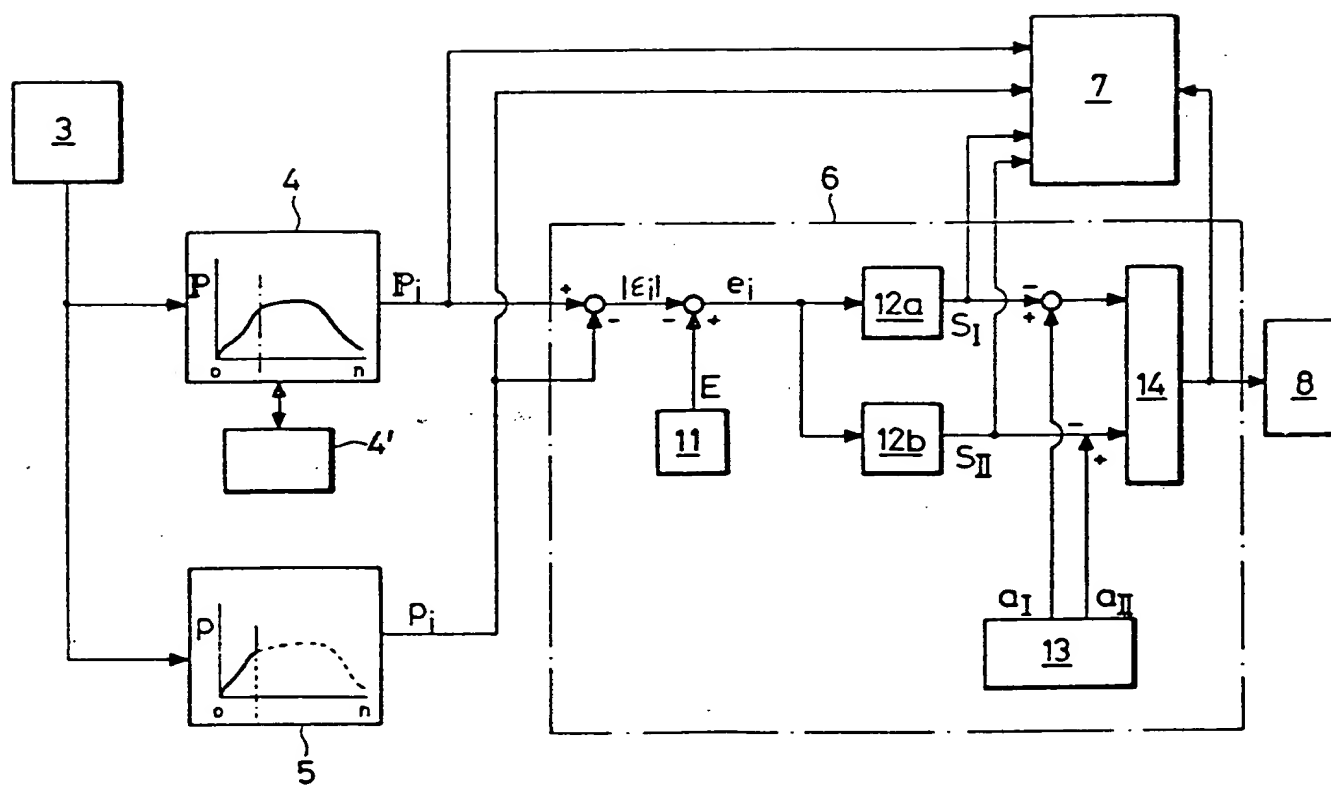 3
4
P
o
n
ℙi
4'
p
o
n
5
pi
6
+
-
|εi|
-
+
ei
E
11
12a
SI
12b
SII
-
+
-
+
aI
aII
13
14
7
8